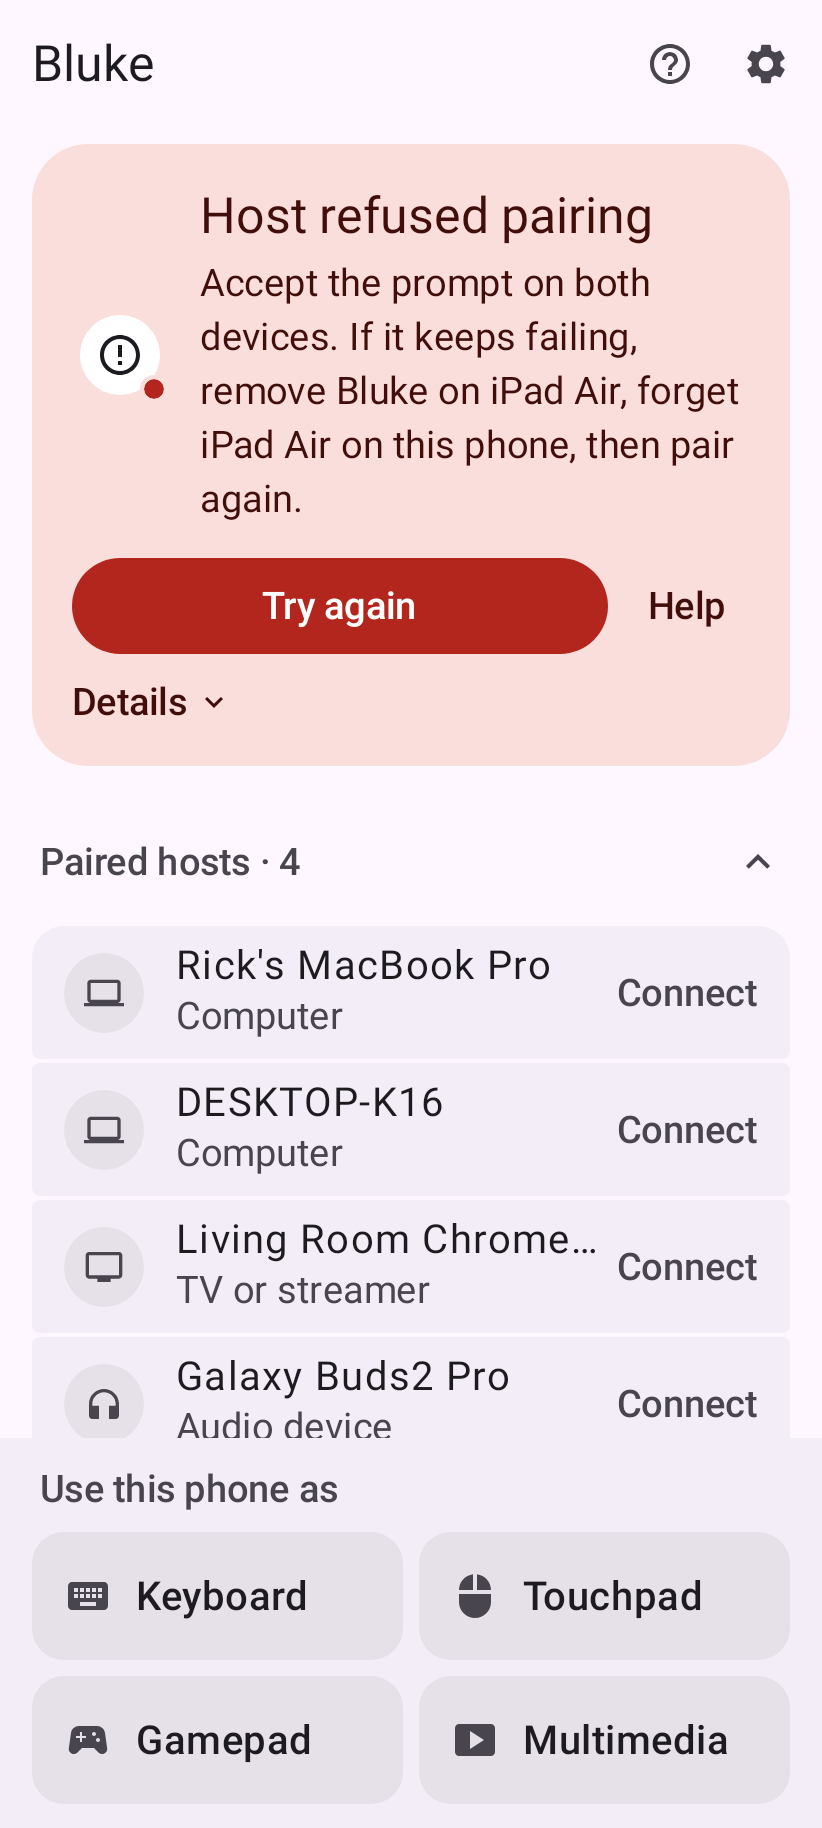 Bluke
Host refused pairing
Accept the prompt on both
devices. If it keeps failing,
remove Bluke on iPad Air, forget
iPad Air on this phone, then pair
again.
Try again
Help
Details
Paired hosts · 4
Rick's MacBook Pro
Computer
Connect
DESKTOP-K16
Computer
Connect
Living Room Chrome…
TV or streamer
Connect
Galaxy Buds2 Pro
Audio device
Connect
Use this phone as
Keyboard
Touchpad
Gamepad
Multimedia